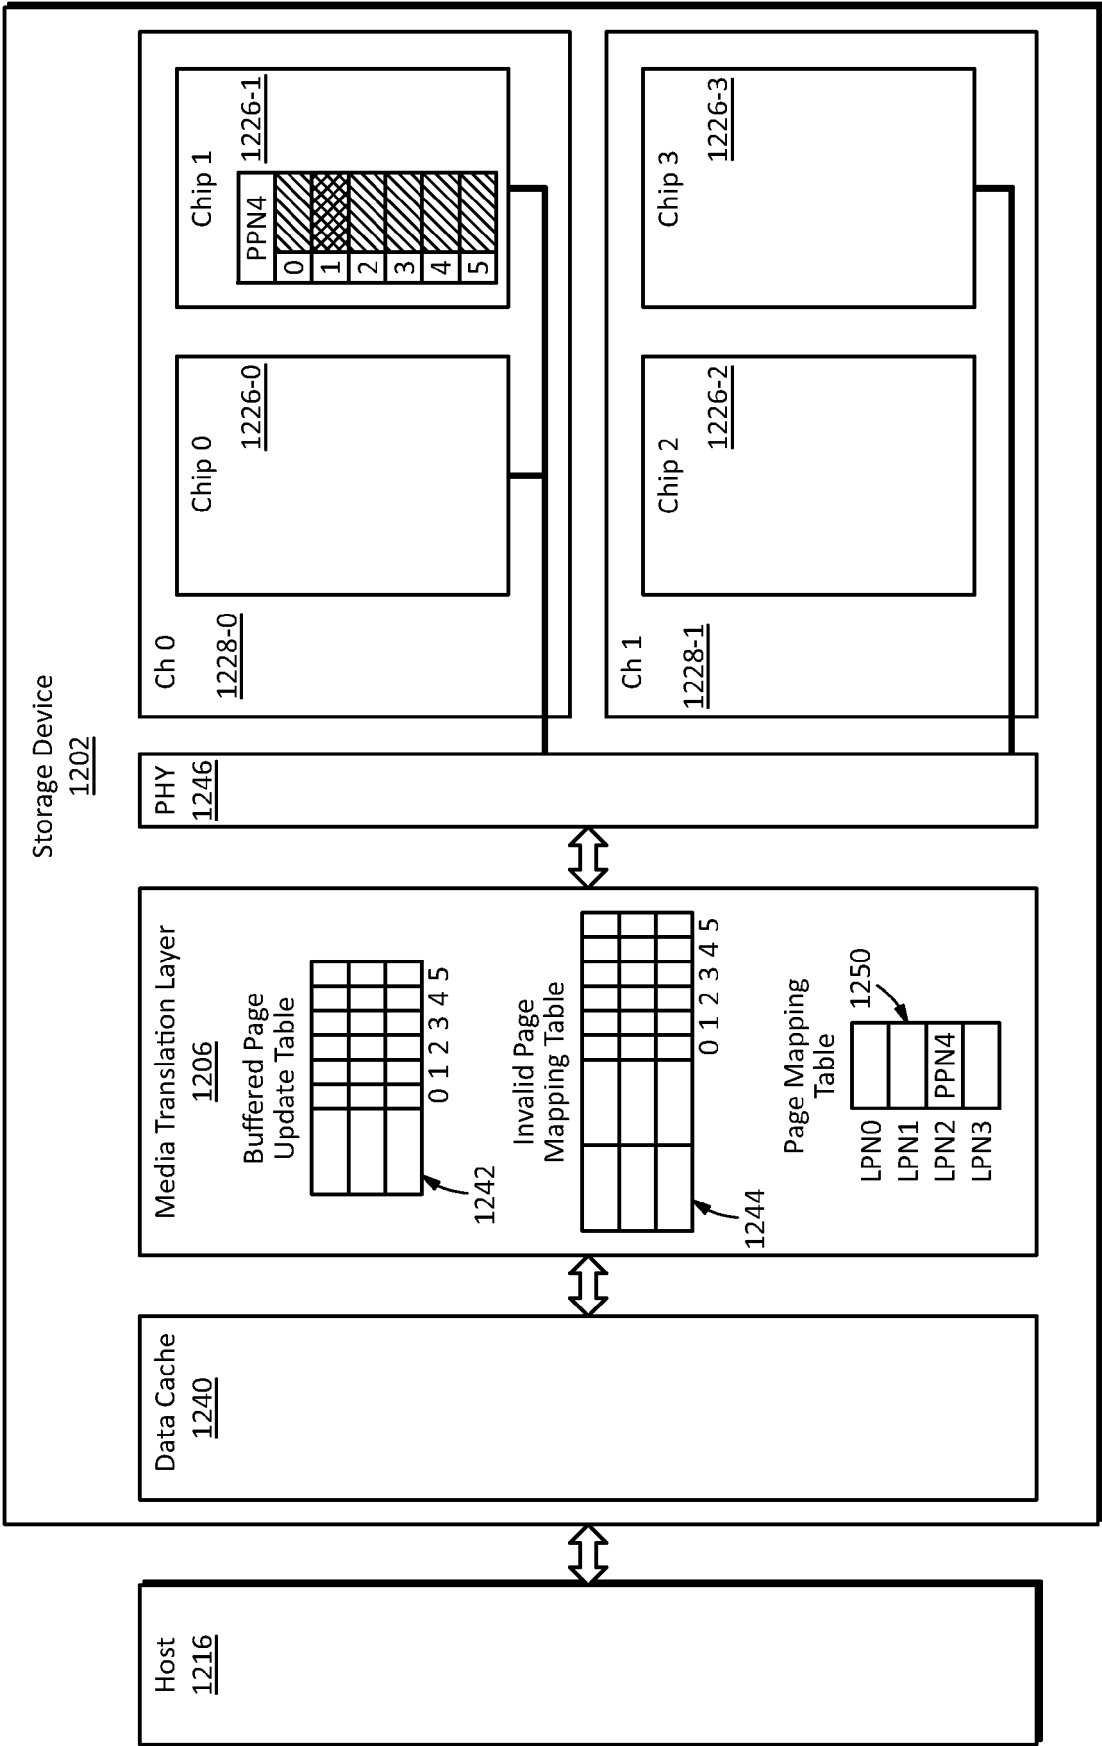 Storage Device
1202
Host
1216
Data Cache
1240
Media Translation Layer
1206
Buffered Page
Update Table
0 1 2 3 4 5
1242
Invalid Page
Mapping Table
0 1 2 3 4 5
1244
Page Mapping
Table
1250
LPN0
LPN1
LPN2 PPN4
LPN3
PHY
1246
Ch 0
1228-0
Chip 0
1226-0
Chip 1
1226-1
PPN4
0
1
2
3
4
5
Ch 1
1228-1
Chip 2
1226-2
Chip 3
1226-3